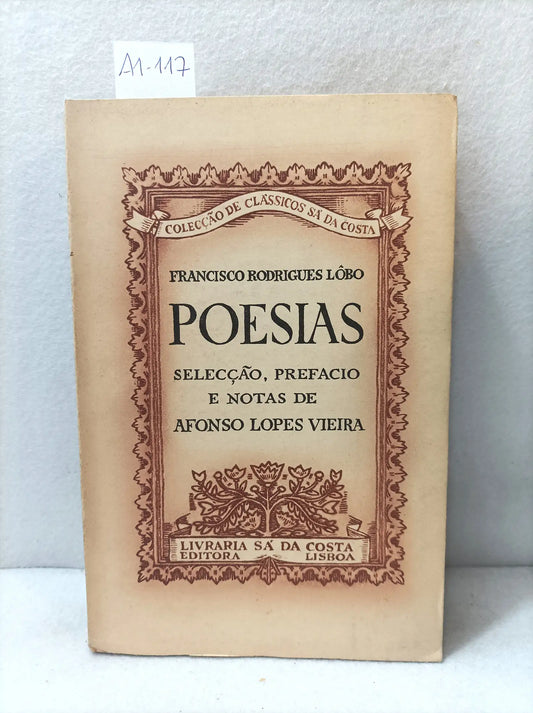 A1-117
COLECÇÃO DE CLÁSSICOS SÁ DA COSTA
FRANCISCO RODRIGUES LÔBO
POESIAS
SELECÇÃO, PREFACIO
E NOTAS DE
AFONSO LOPES VIEIRA
LIVRARIA SÁ DA COSTA
EDITORA LISBOA